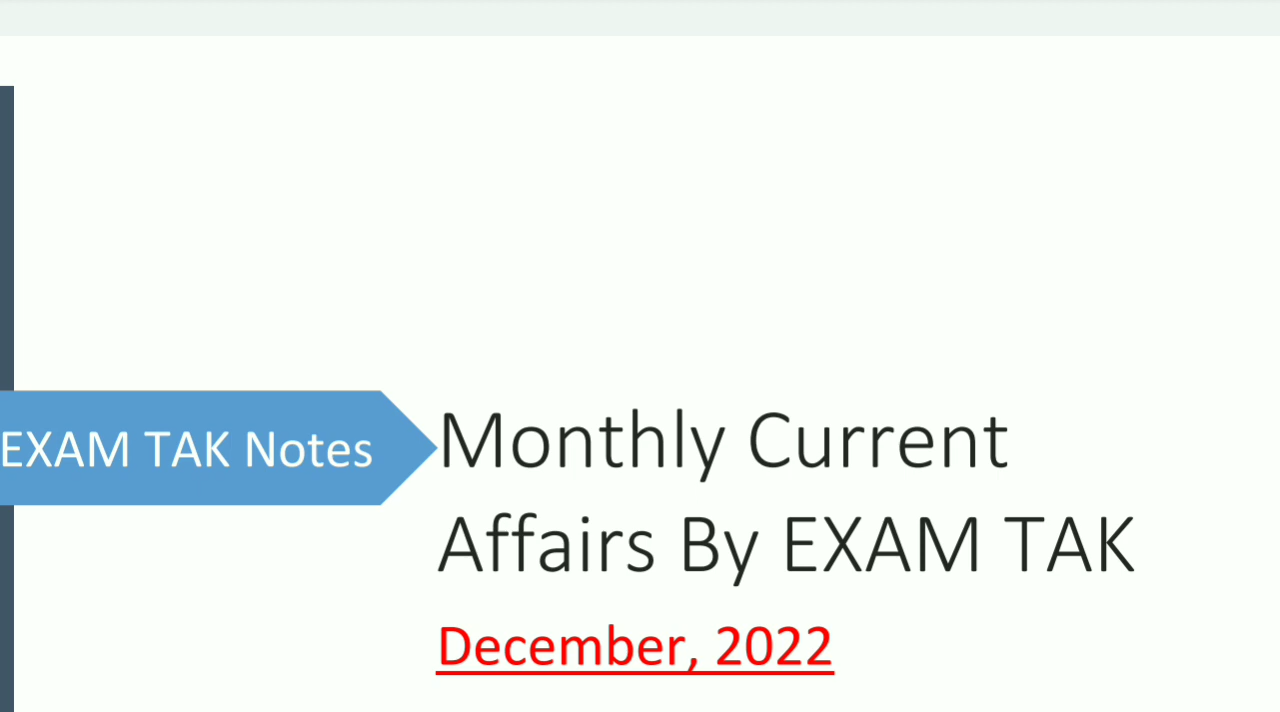 EXAM TAK Notes
Monthly Current
Affairs By EXAM TAK
December, 2022